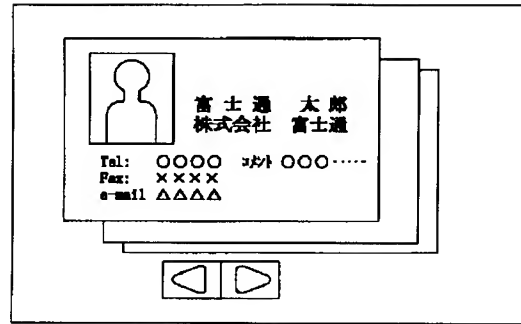 富士通 太郎
株式会社 富士通
Tel: ○○○○ コメント ○○○-----
Fax: ××××
e-mail △△△△